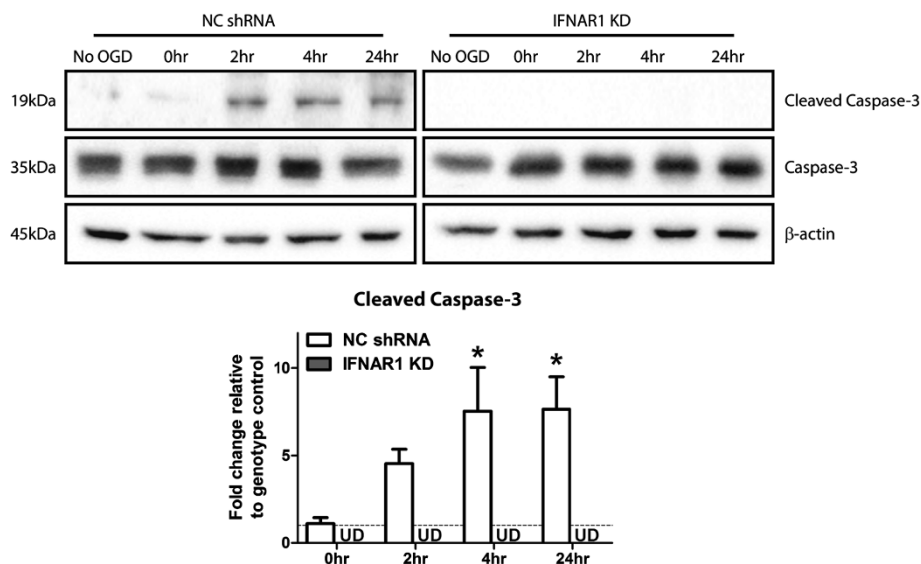 NC shRNA IFNAR1 KD
No OGD 0hr 2hr 4hr 24hr No OGD 0hr 2hr 4hr 24hr
19kDa Cleaved Caspase-3
35kDa Caspase-3
45kDa β-actin
Cleaved Caspase-3
Fold change relative
to genotype control
NC shRNA
IFNAR1 KD
10
5
0
* *
UD UD UD UD
0hr 2hr 4hr 24hr